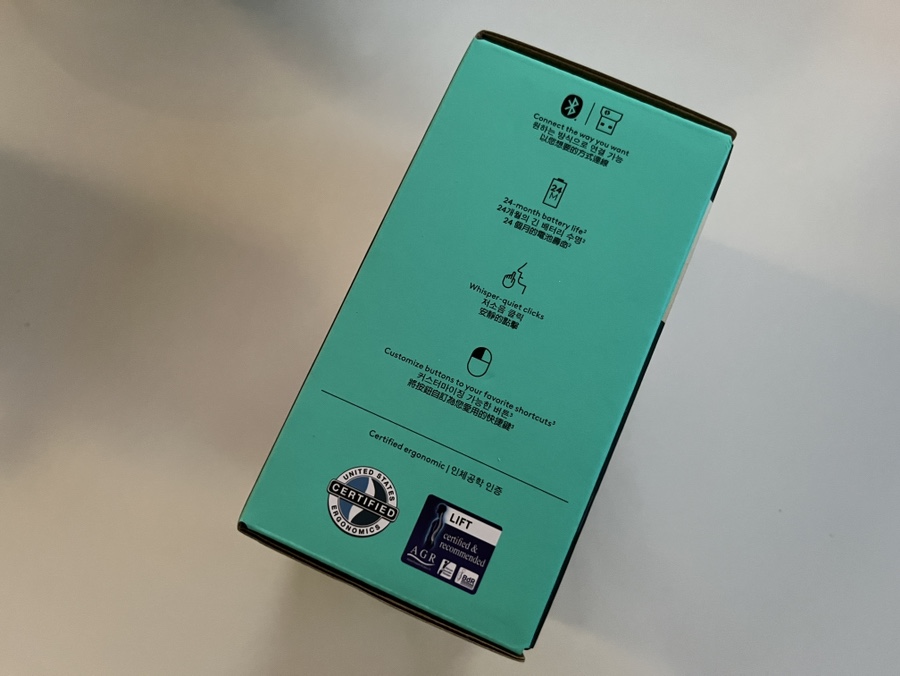 Connect the way you want
원하는 방식으로 연결 가능
以您想要的方式連線
24
M
24-month battery life²
24개월의 긴 배터리 수명²
24 個月的電池壽命²
Whisper-quiet clicks
저소음 클릭
安靜的點擊
Customize buttons to your favorite shortcuts³
커스터마이징 가능한 버튼³
將按鈕自訂為您愛用的快捷鍵³
Certified ergonomic | 인체공학 인증
UNITED STATES
CERTIFIED
ERGONOMICS
LIFT
certified &
recommended
AGR
BdR